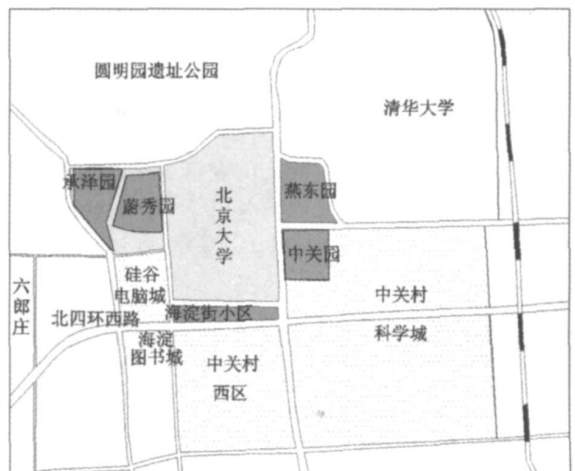 圆明园遗址公园
清华大学
承泽园
蔚秀园
北京大学
燕东园
中关园
硅谷
电脑城
六郎庄
北四环西路
海淀街小区
中关村
科学城
海淀
图书城
中关村
西区